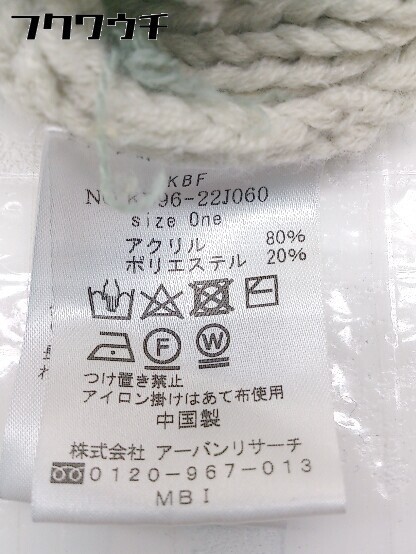 フクワウチ
KBF
96-22J060
size One
アクリル 80%
ポリエステル 20%
F W
つけ置き禁止
アイロン掛けはあて布使用
中国製
株式会社 アーバンリサーチ
0120-967-013
MBI